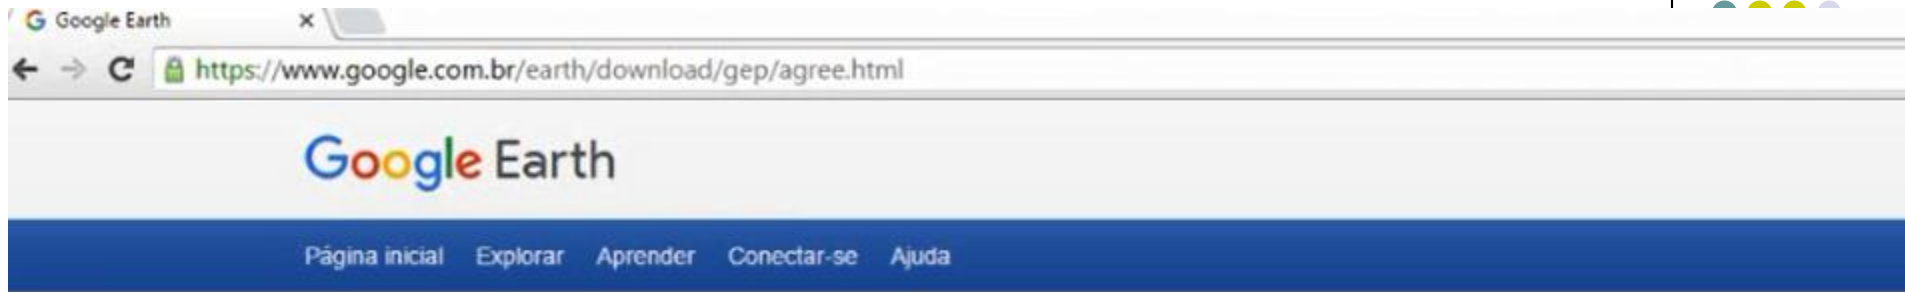 Google Earth
https://www.google.com.br/earth/download/gep/agree.html
Google Earth
Página inicial Explorar Aprender Conectar-se Ajuda